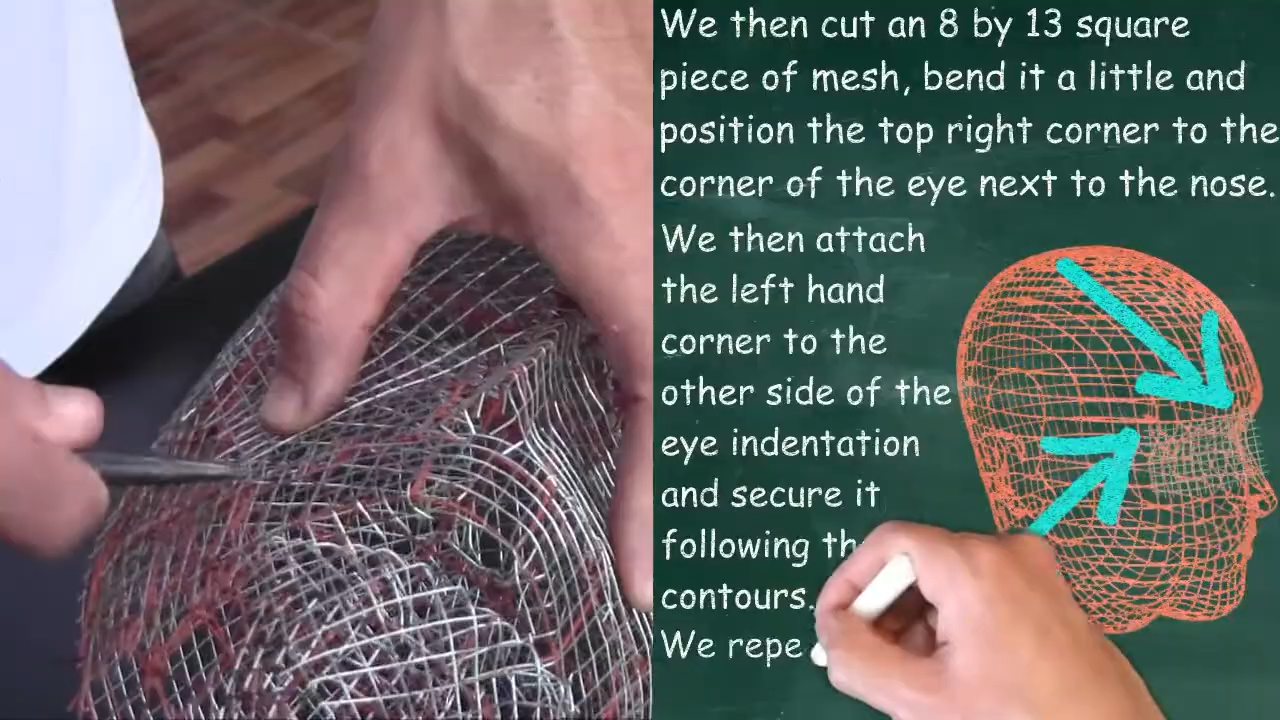 We then cut an 8 by 13 square
piece of mesh, bend it a little and
position the top right corner to the
corner of the eye next to the nose.
We then attach
the left hand
corner to the
other side of the
eye indentation
and secure it
following
contours.
We repe